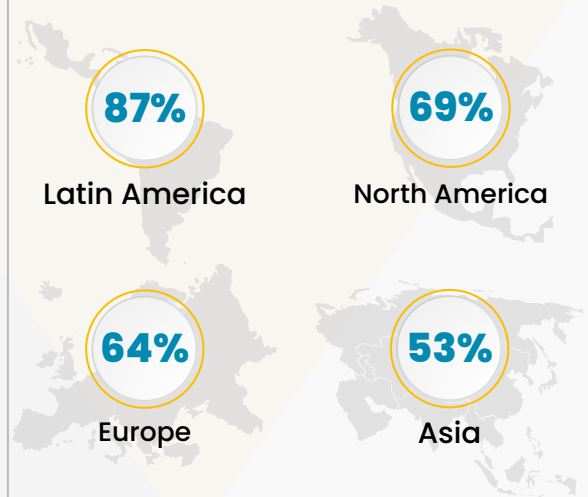 87%
Latin America
69%
North America
64%
Europe
53%
Asia